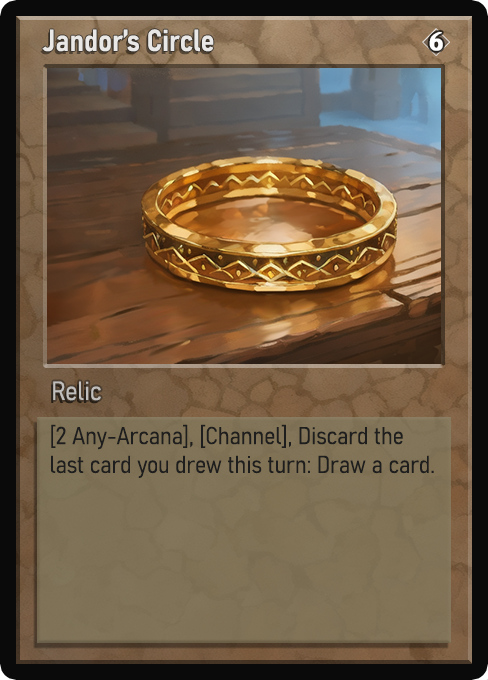 Jandor's Circle 6
Relic
[2 Any-Arcana], [Channel], Discard the
last card you drew this turn: Draw a card.